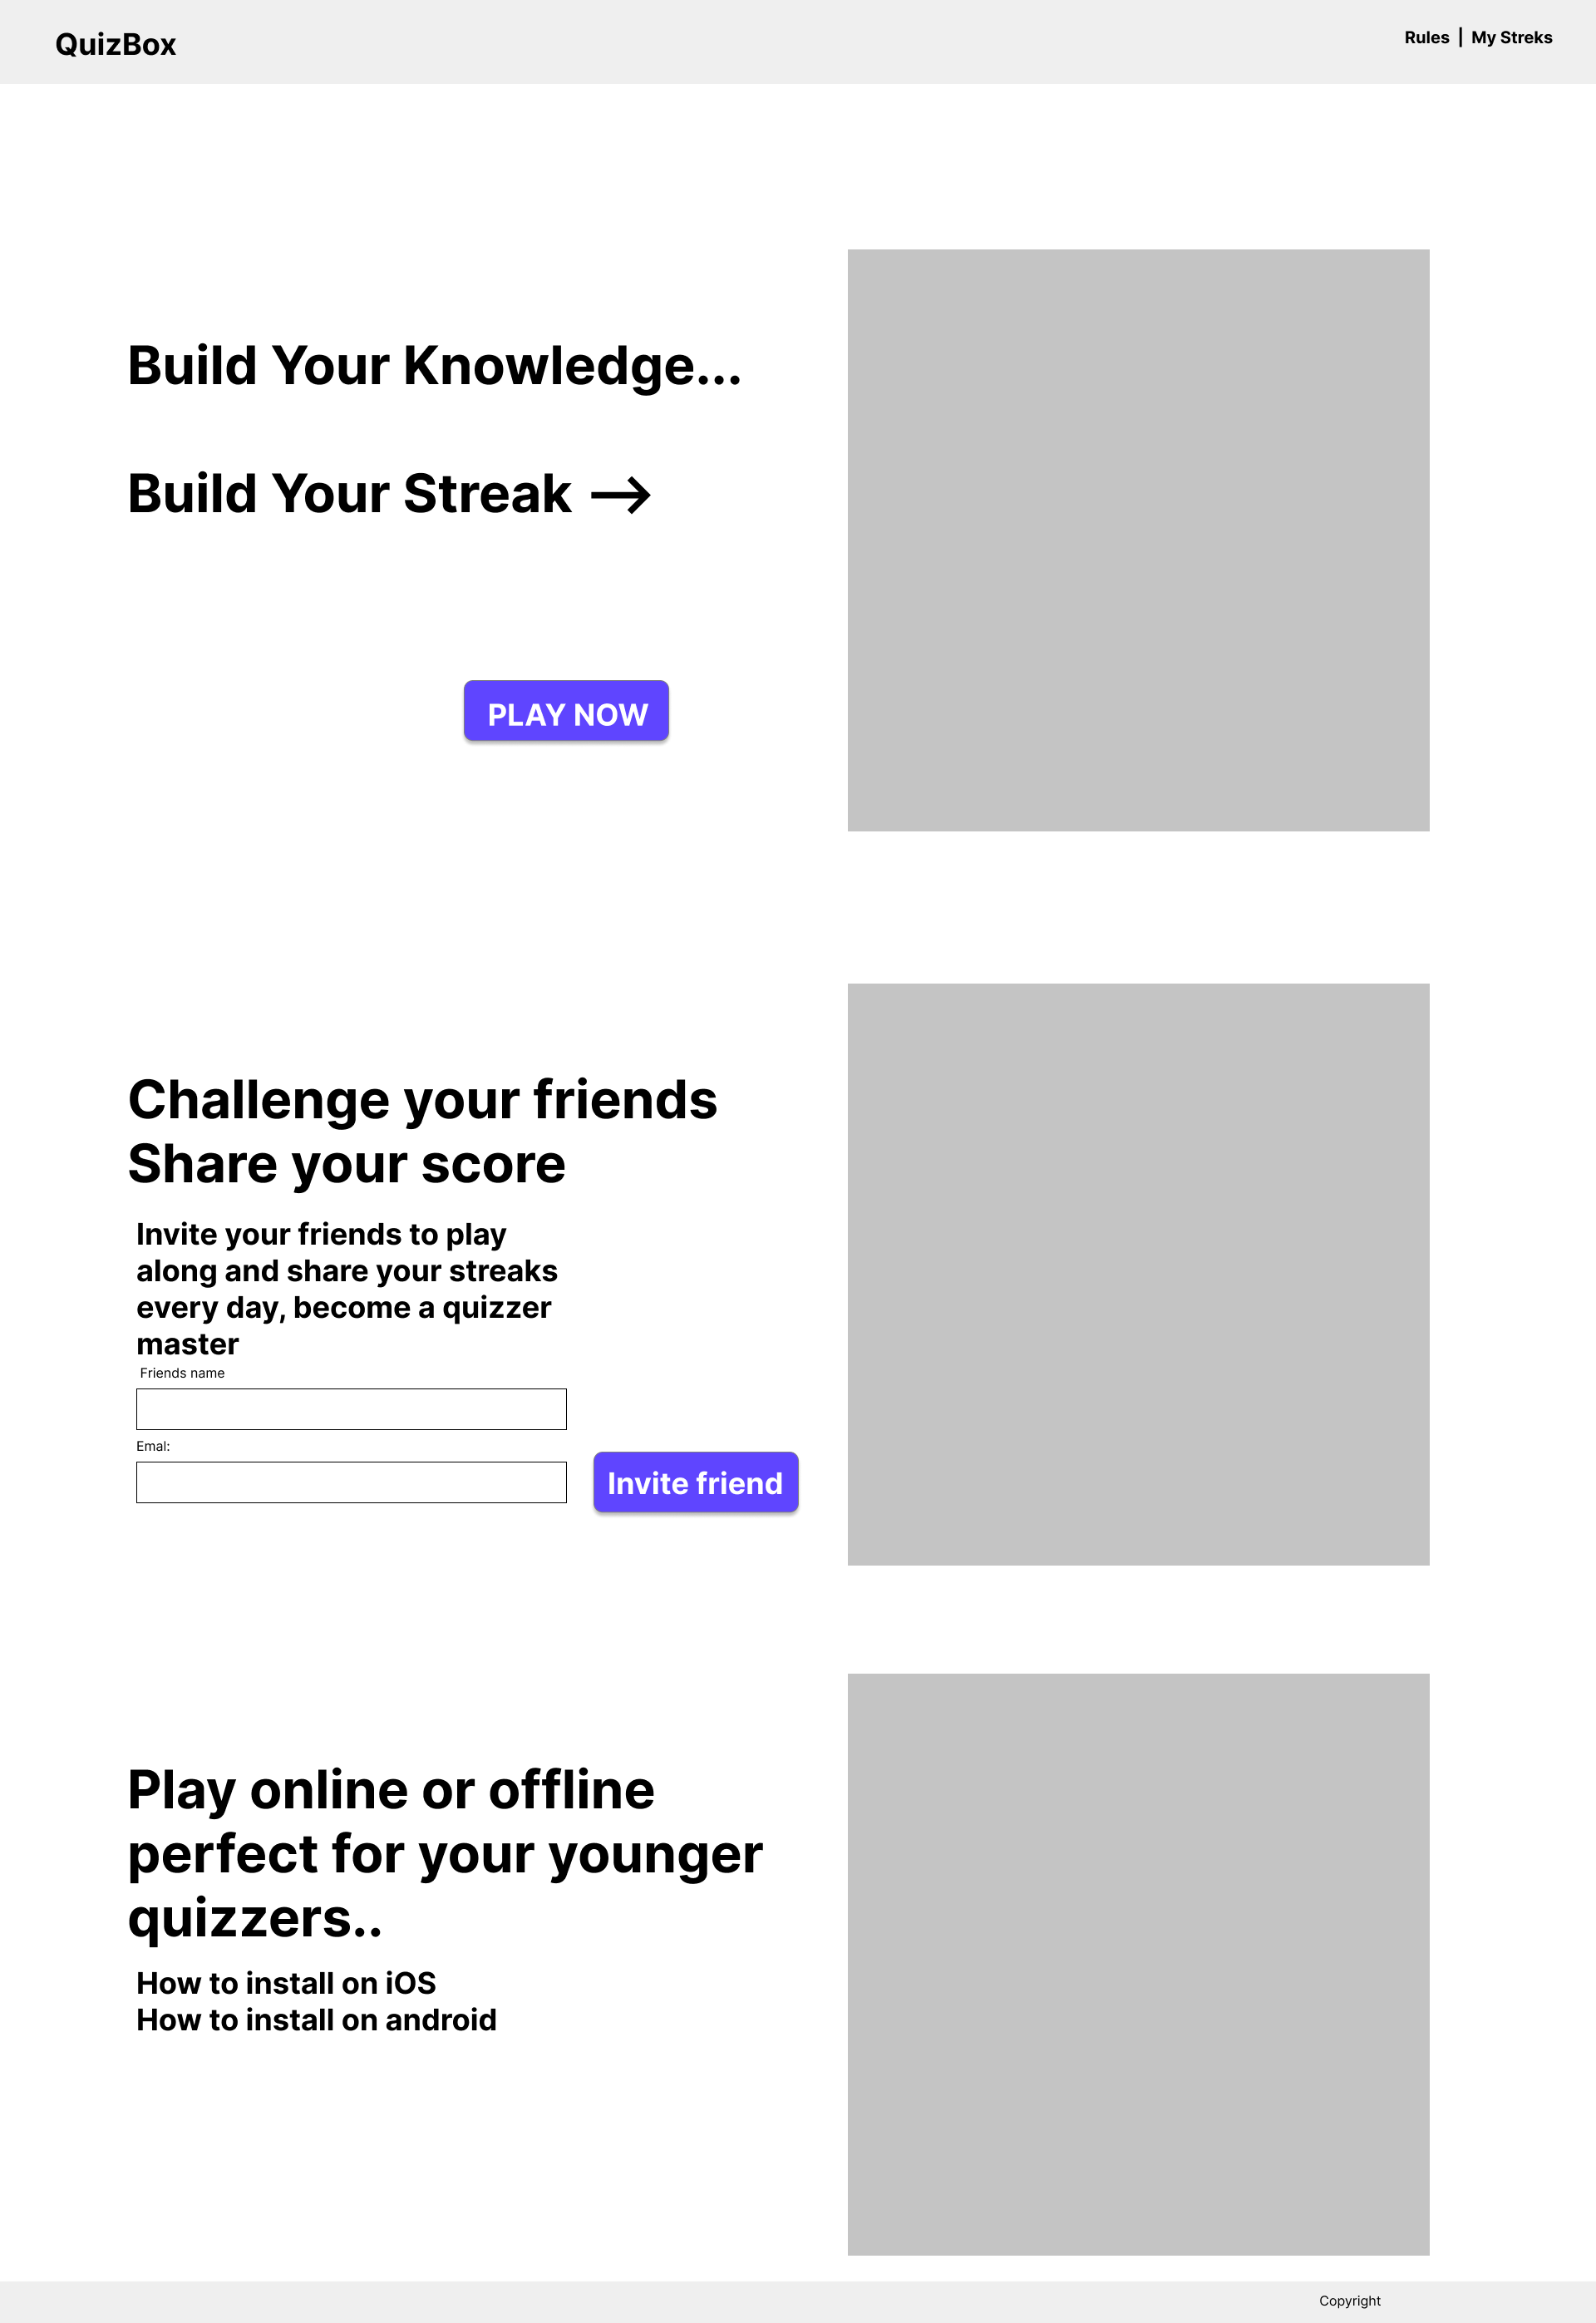 QuizBox
Rules | My Streks
Build Your Knowledge...
Build Your Streak →
PLAY NOW
Challenge your friends
Share your score
Invite your friends to play
along and share your streaks
every day, become a quizzer
master
Friends name
Emal:
Invite friend
Play online or offline
perfect for your younger
quizzers..
How to install on iOS
How to install on android
Copyright